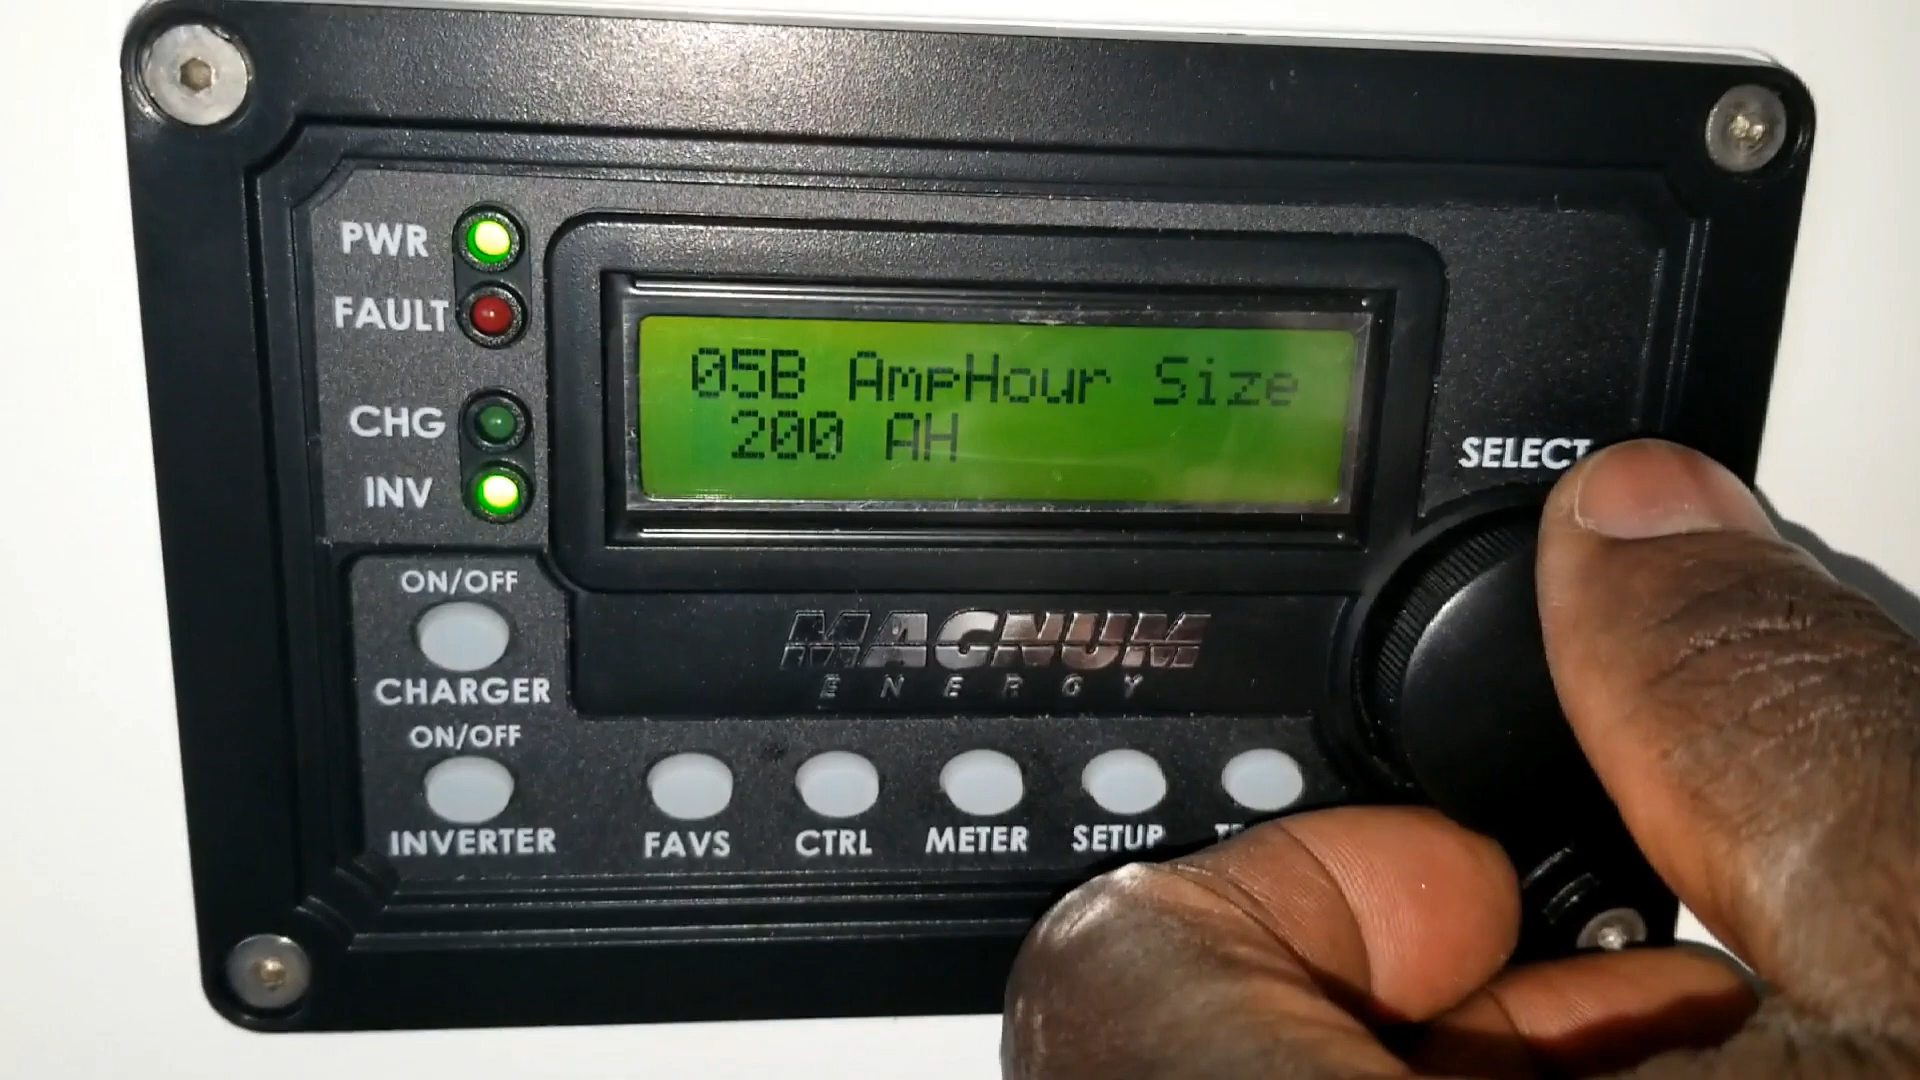 PWR
FAULT
CHG
INV
05B AmpHour Size
200 AH
SELECT
ON/OFF
CHARGER
ON/OFF
INVERTER
MAGNUM
ENERGY
FAVS
CTRL
METER
SETUP